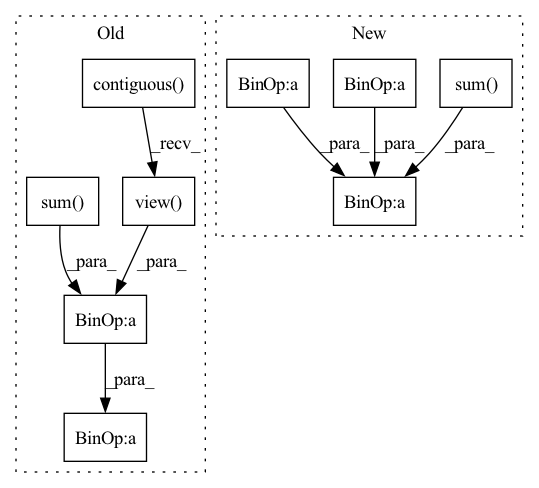 Old
New
contiguous()
BinOp:a
BinOp:a
sum()
_recv_
_para_
_para_
_para_
sum()
view()
BinOp:a
_para_
_para_
BinOp:a
_para_
BinOp:a